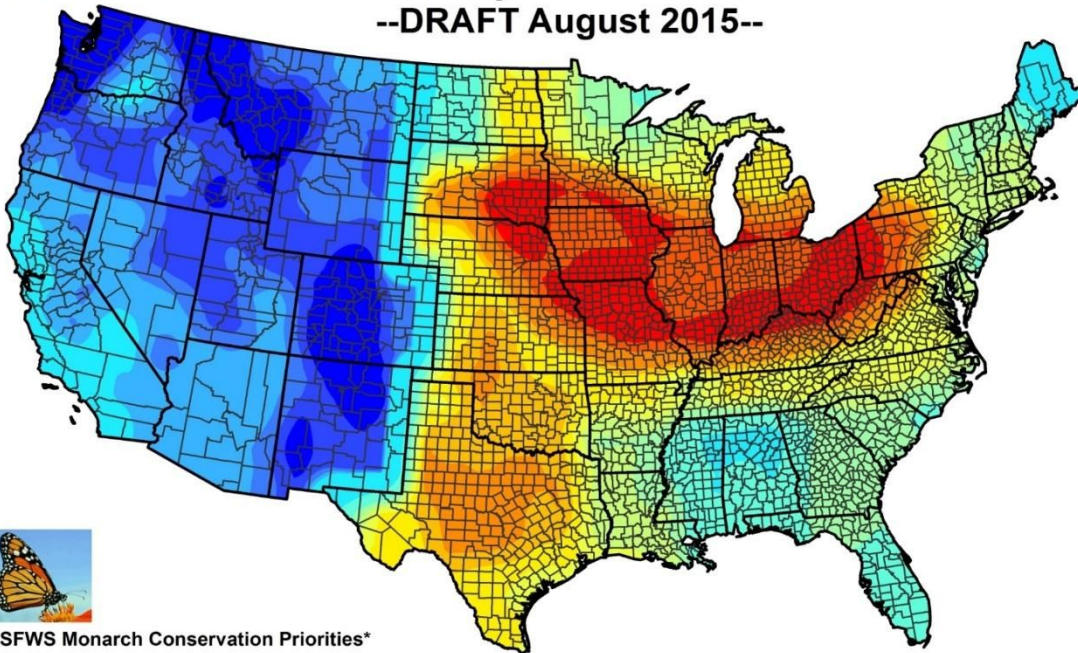 --DRAFT August 2015--
SFWS Monarch Conservation Priorities*